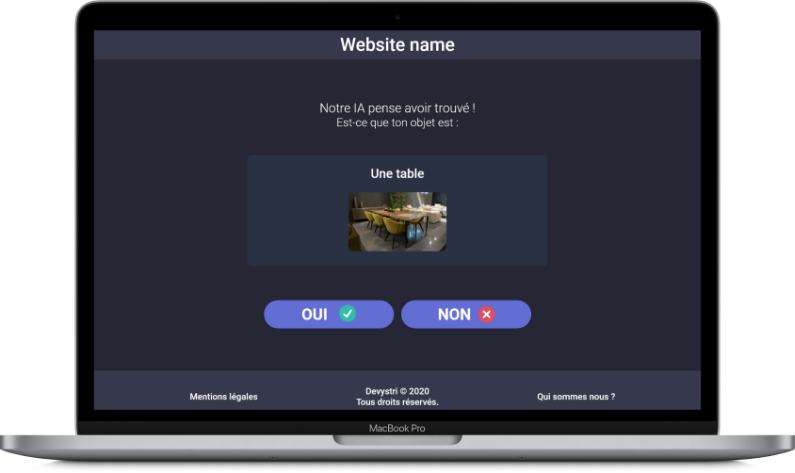 Website name
Notre IA pense avoir trouvé !
Est-ce que ton objet est :
Une table
OUI
NON
Mentions légales
Devystri © 2020
Tous droits réservés.
Qui sommes nous ?
MacBook Pro